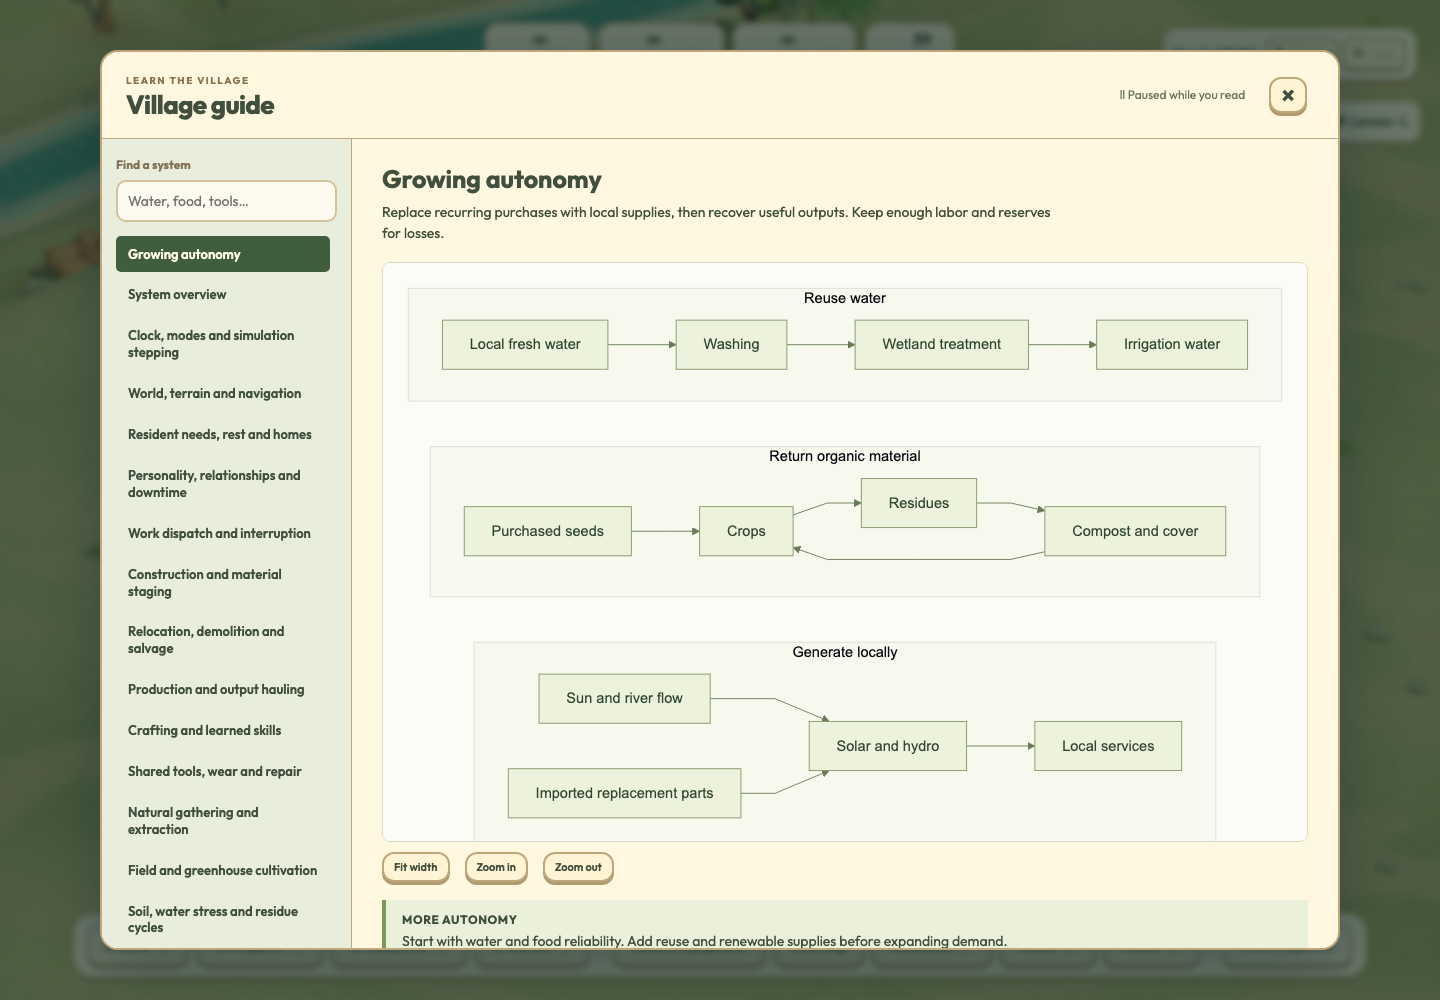 LEARN THE VILLAGE
Village guide
II Paused while you read
Find a system
Water, food, tools...
Growing autonomy
System overview
Clock, modes and simulation
stepping
World, terrain and navigation
Resident needs, rest and homes
Personality, relationships and
downtime
Work dispatch and interruption
Construction and material
staging
Relocation, demolition and
salvage
Production and output hauling
Crafting and learned skills
Shared tools, wear and repair
Natural gathering and
extraction
Field and greenhouse cultivation
Soil, water stress and residue
cycles
Growing autonomy
Replace recurring purchases with local supplies, then recover useful outputs. Keep enough labor and reserves
for losses.
Reuse water
Local fresh water
Washing
Wetland treatment
Irrigation water
Return organic material
Purchased seeds
Crops
Residues
Compost and cover
Generate locally
Sun and river flow
Solar and hydro
Local services
Imported replacement parts
Fit width
Zoom in
Zoom out
MORE AUTONOMY
Start with water and food reliability. Add reuse and renewable supplies before expanding demand.